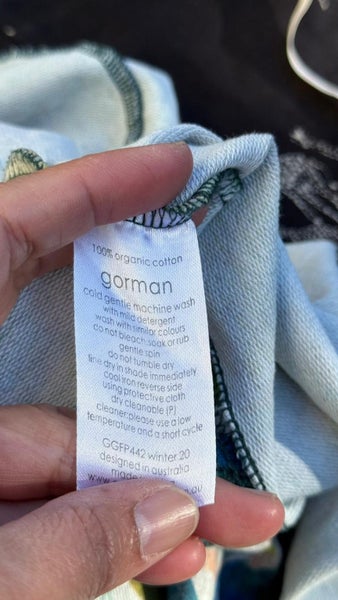 100% organic cotton
gorman
cold gentle machine wash
with mild detergent
wash with similar colours
do not bleach soak or rub
gentle spin
do not tumble dry
line dry in shade immediately
cool iron reverse side
using protective cloth
dry cleanable (P)
cleaner:please use a low
temperature and a short cycle
GGFP442 winter 20
designed in australia